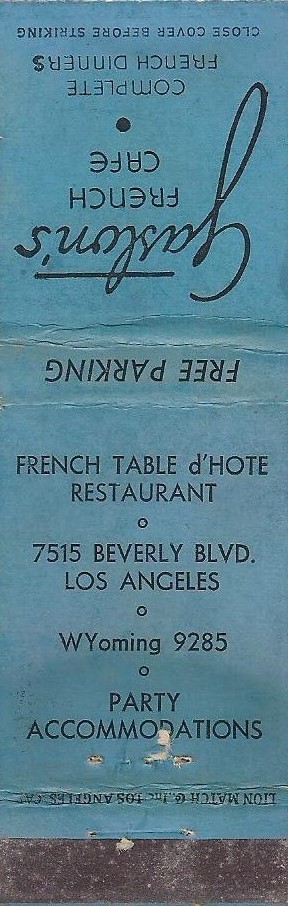 Gaston's
FRENCH
CAFE
COMPLETE
FRENCH DINNERS
CLOSE COVER BEFORE STRIKING
FREE PARKING
FRENCH TABLE d'HOTE
RESTAURANT
7515 BEVERLY BLVD.
LOS ANGELES
WYoming 9285
PARTY
ACCOMMODATIONS
LION MATCH Co., Inc. LOS ANGELES, CAL